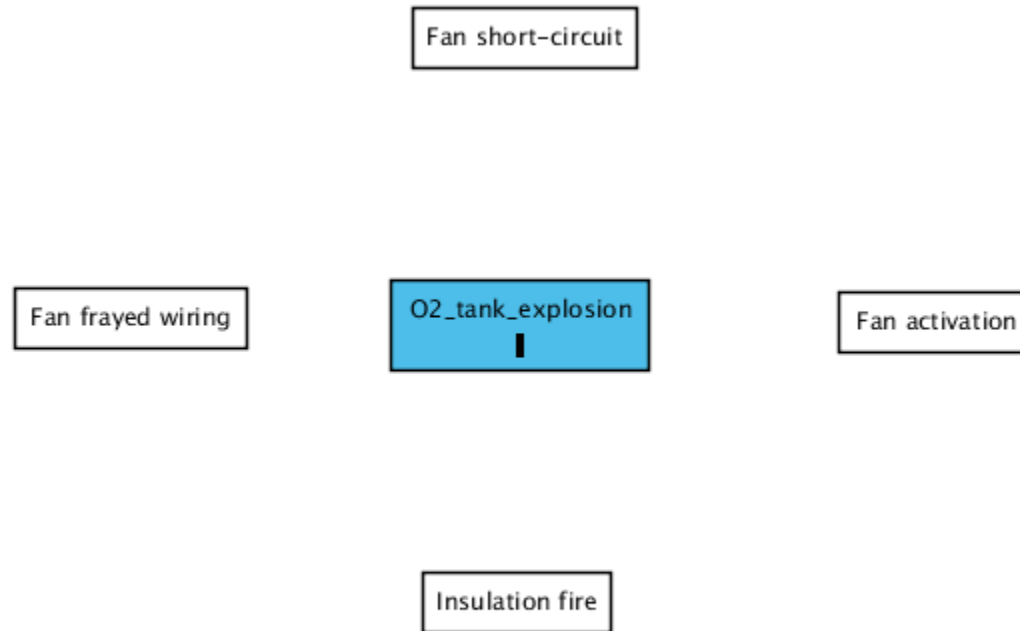 Fan short-circuit
Fan frayed wiring
O2_tank_explosion
Fan activation
Insulation fire